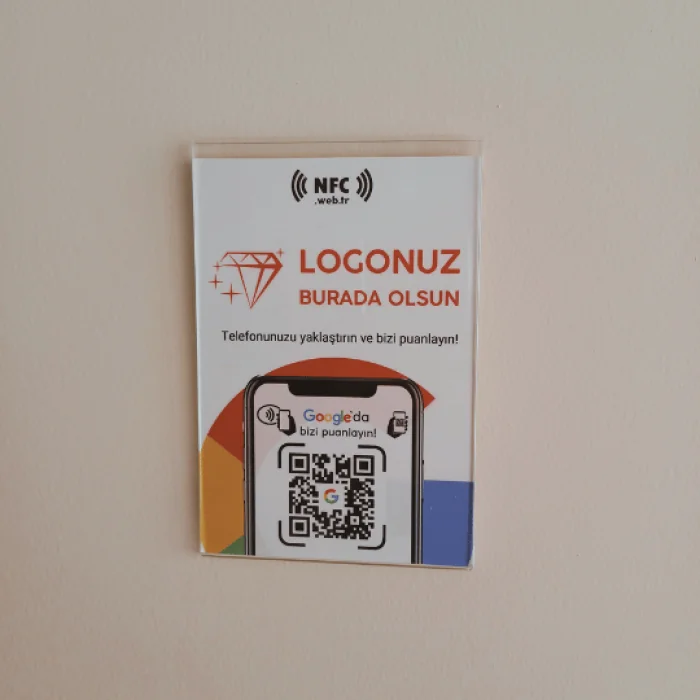 NFC
.web.tr
LOGONUZ
BURADA OLSUN
Telefonunuzu yaklaştırın ve bizi puanlayın!
Google'da
bizi puanlayın!
G